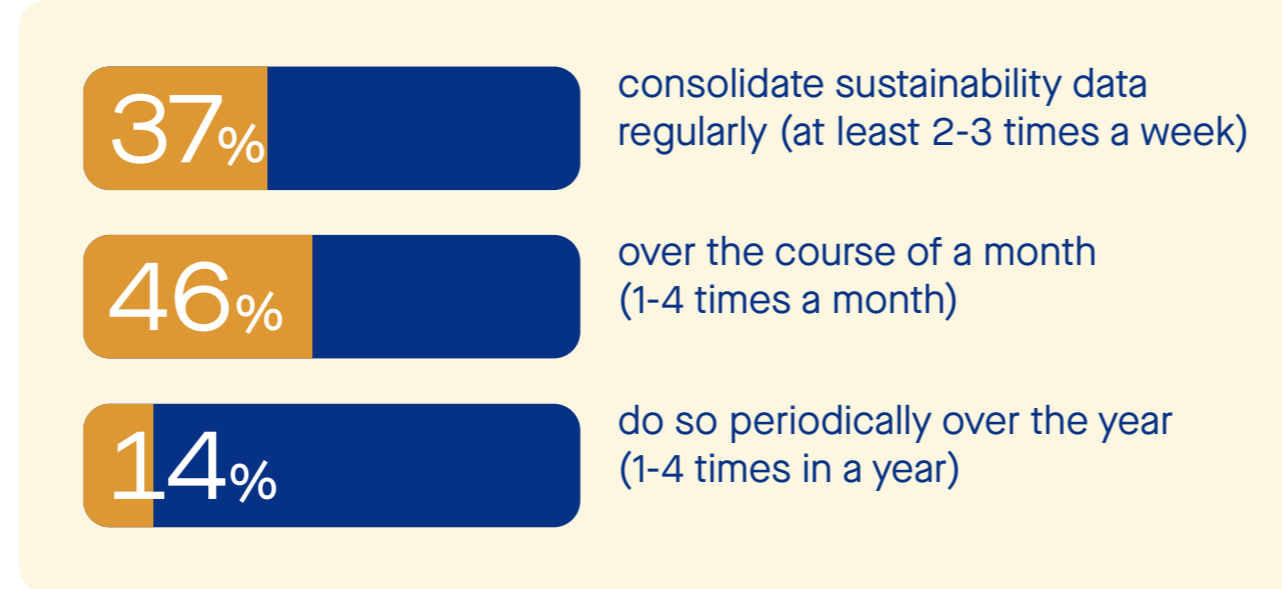 37%
consolidate sustainability data
regularly (at least 2-3 times a week)
46%
over the course of a month
(1-4 times a month)
14%
do so periodically over the year
(1-4 times in a year)